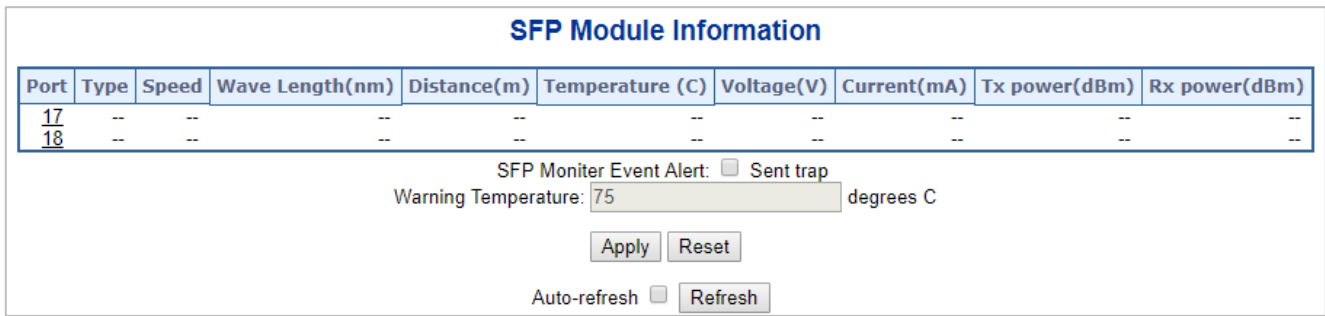 SFP Module Information
Port Type Speed Wave Length(nm) Distance(m) Temperature (C) Voltage(V) Current(mA) Tx power(dBm) Rx power(dBm)
17 -- -- -- -- -- -- -- -- --
18 -- -- -- -- -- -- -- -- --
SFP Moniter Event Alert: Sent trap
Warning Temperature: 75 degrees C
Apply Reset
Auto-refresh Refresh